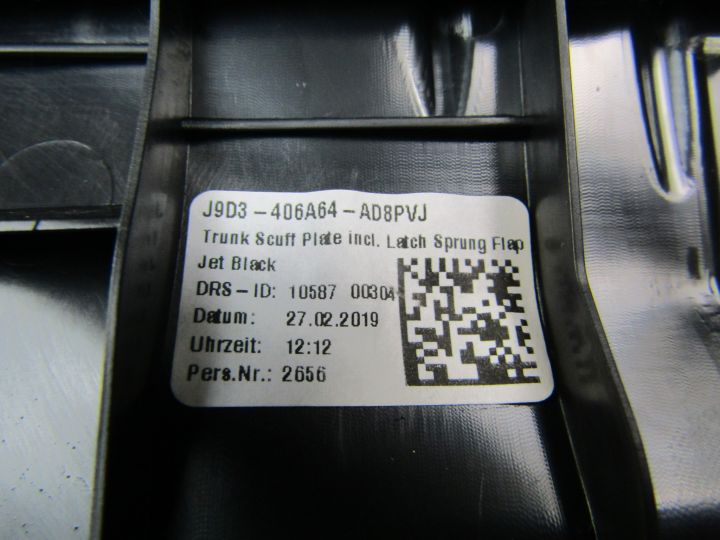 J9D3-406A64-AD8PVJ
Trunk Scuff Plate incl. Latch Sprung Flap
Jet Black
DRS-ID: 10587 00304
Datum: 27.02.2019
Uhrzeit: 12:12
Pers.Nr.: 2656